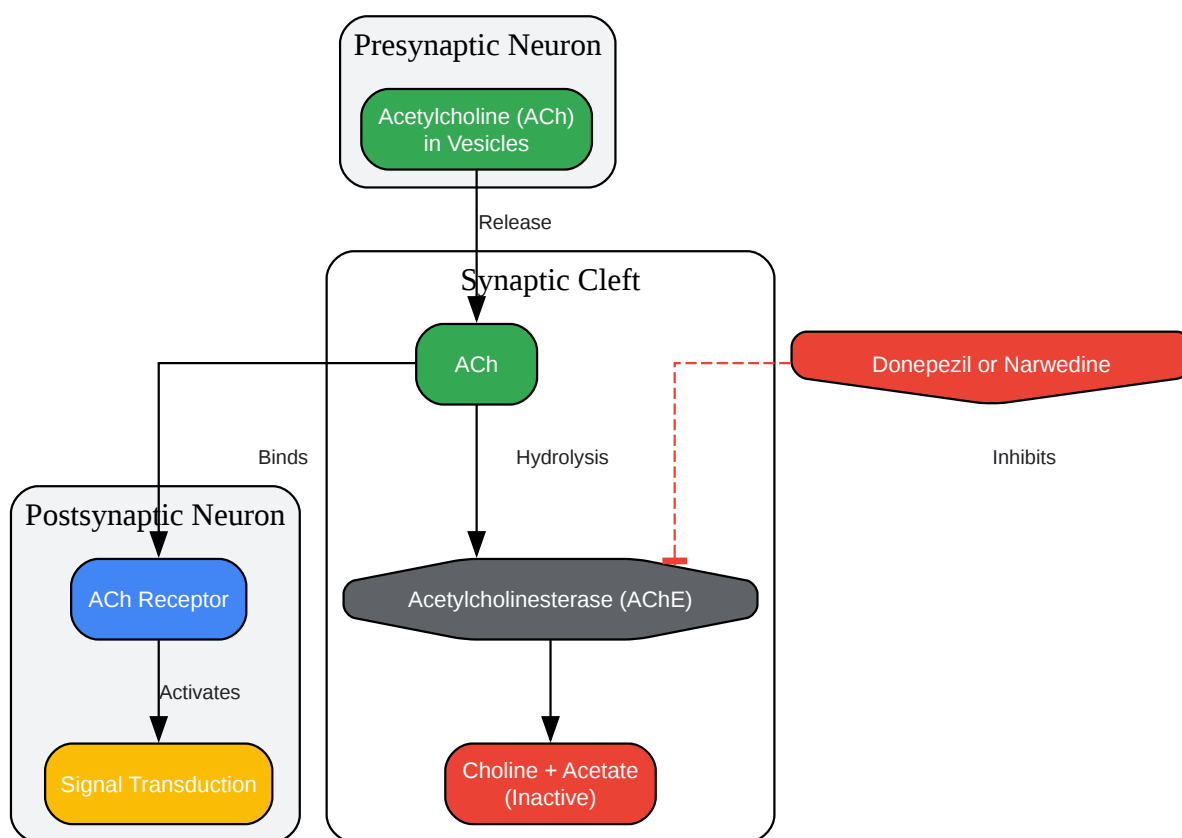 Presynaptic Neuron
Acetylcholine (ACh)
in Vesicles
Release
Synaptic Cleft
ACh
Donepezil or Narwedine
Binds
Hydrolysis
Inhibits
Postsynaptic Neuron
ACh Receptor
Acetylcholinesterase (AChE)
Activates
Signal Transduction
Choline + Acetate
(Inactive)